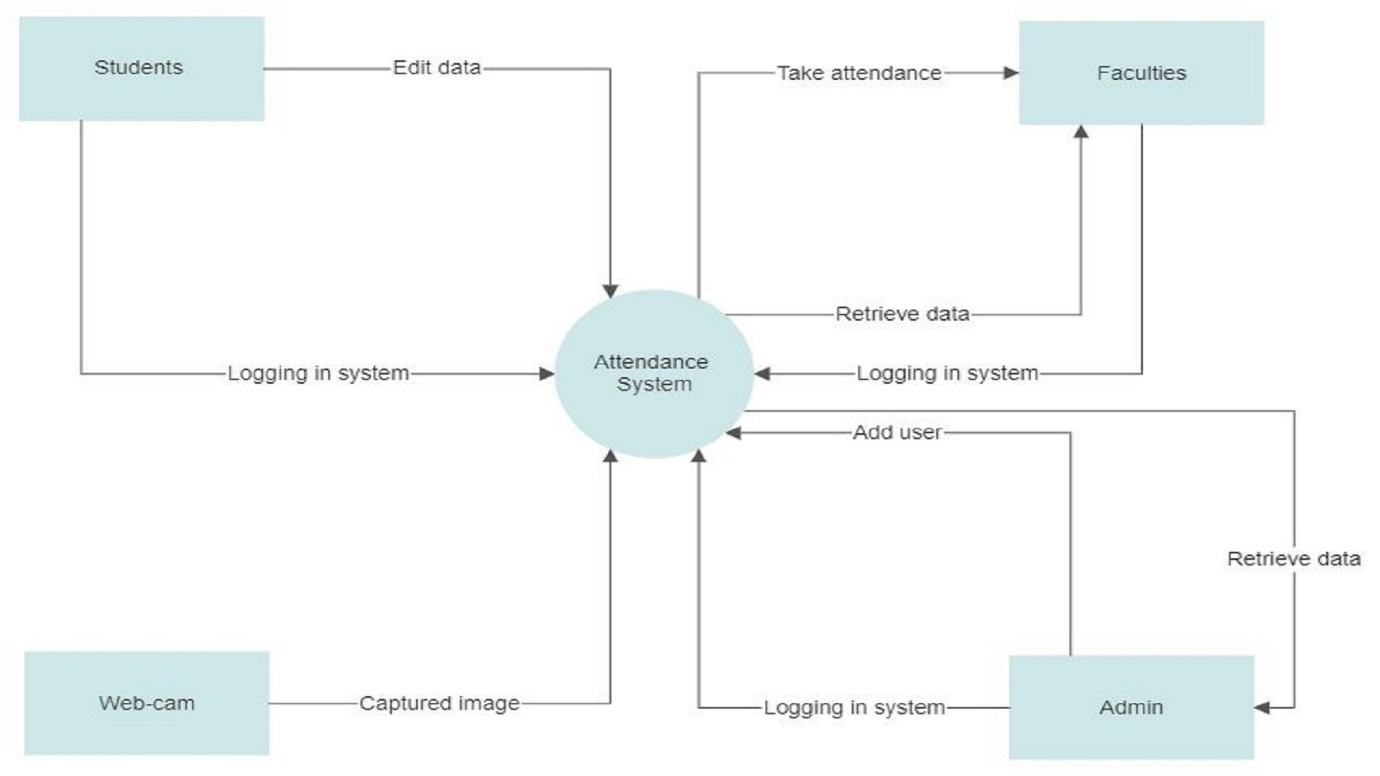 Students
Edit data
Take attendance
Faculties
Retrieve data
Attendance
System
Logging in system
Logging in system
Add user
Retrieve data
Web-cam
Captured image
Logging in system
Admin